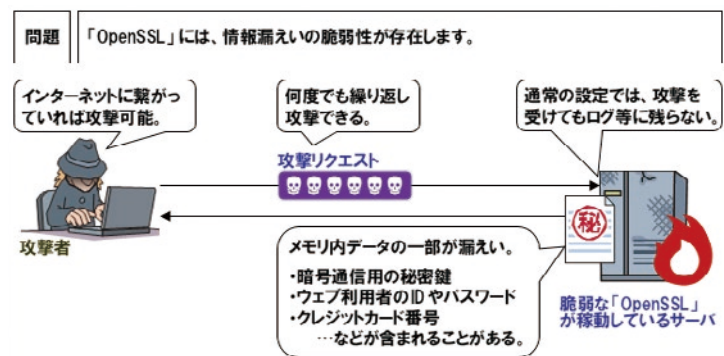 問題
「OpenSSL」には、情報漏えいの脆弱性が存在します。
インターネットに繋がっ
ていれば攻撃可能。
何度でも繰り返し
攻撃できる。
通常の設定では、攻撃を
受けてもログ等に残らない。
攻撃リクエスト
攻撃者
秘
メモリ内データの一部が漏えい。
・暗号通信用の秘密鍵
・ウェブ利用者のIDやパスワード
・クレジットカード番号
…などが含まれることがある。
脆弱な「OpenSSL」
が稼動しているサーバ